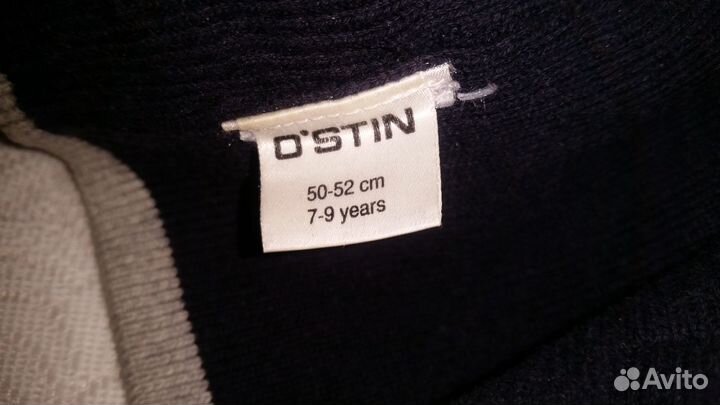 O'STIN
50-52 cm
7-9 years
Avito